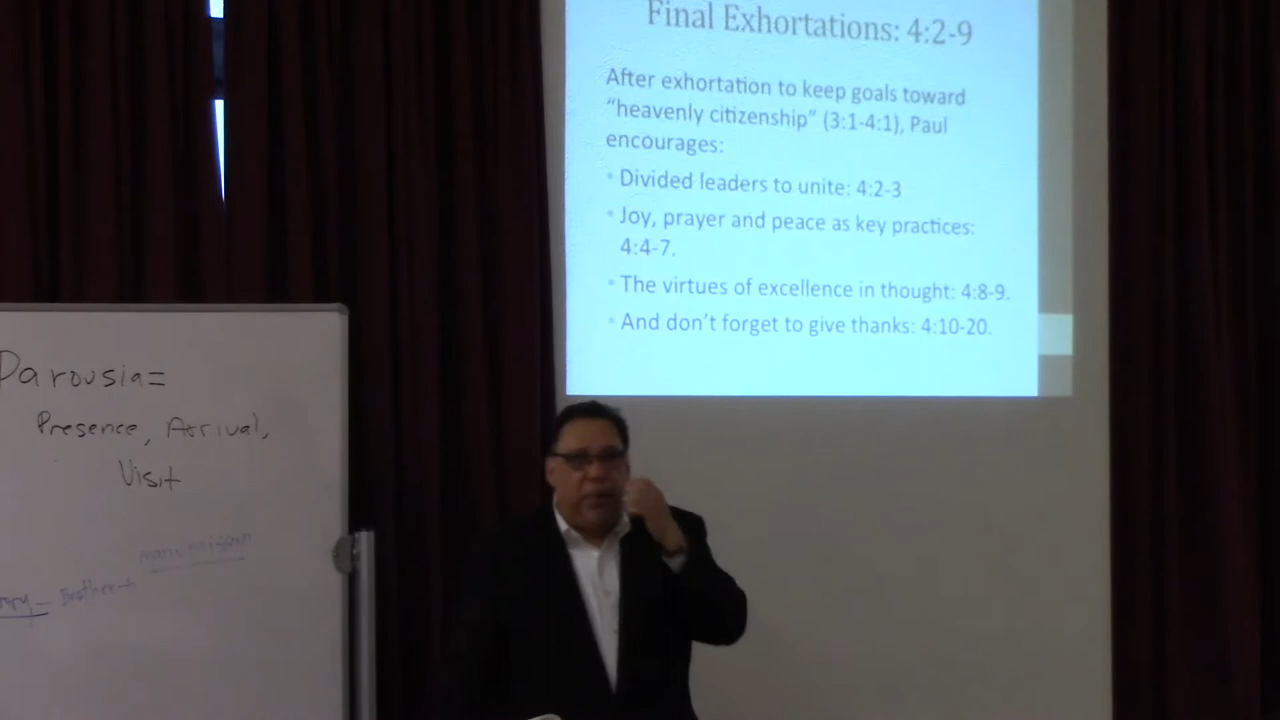 Final Exhortations: 4:2-9
After exhortation to keep goals toward
“heavenly citizenship” (3:1-4:1), Paul
encourages:
• Divided leaders to unite: 4:2-3
• Joy, prayer and peace as key practices:
4:4-7.
• The virtues of excellence in thought: 4:8-9.
• And don’t forget to give thanks: 4:10-20.
Parousia=
Presence, Arrival,
Visit
Brother